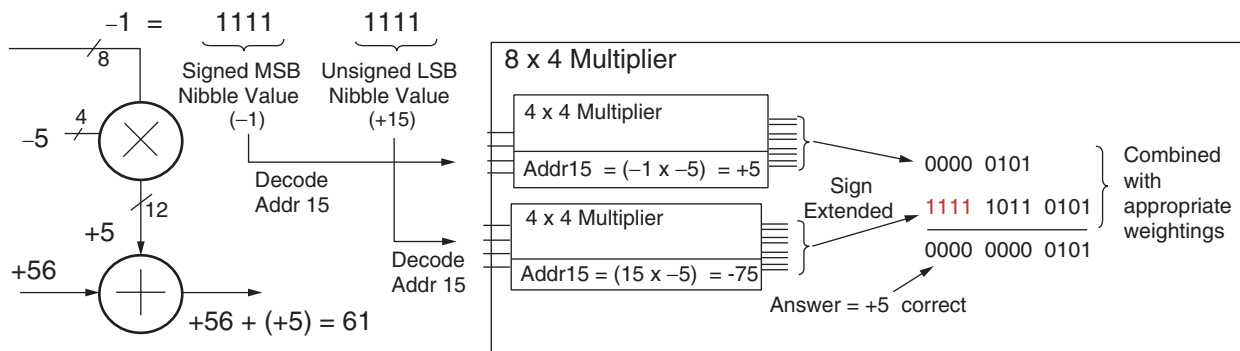 −1 = 1111 1111
8
Signed MSB Nibble Value (−1)
Unsigned LSB Nibble Value (+15)
−5
4
12
+5
+56
+56 + (+5) = 61
Decode Addr 15
Decode Addr 15
8 x 4 Multiplier
4 x 4 Multiplier
Addr15 = (−1 x −5) = +5
4 x 4 Multiplier
Addr15 = (15 x −5) = -75
Sign Extended
0000 0101
1111 1011 0101
0000 0000 0101
Combined with appropriate weightings
Answer = +5 correct